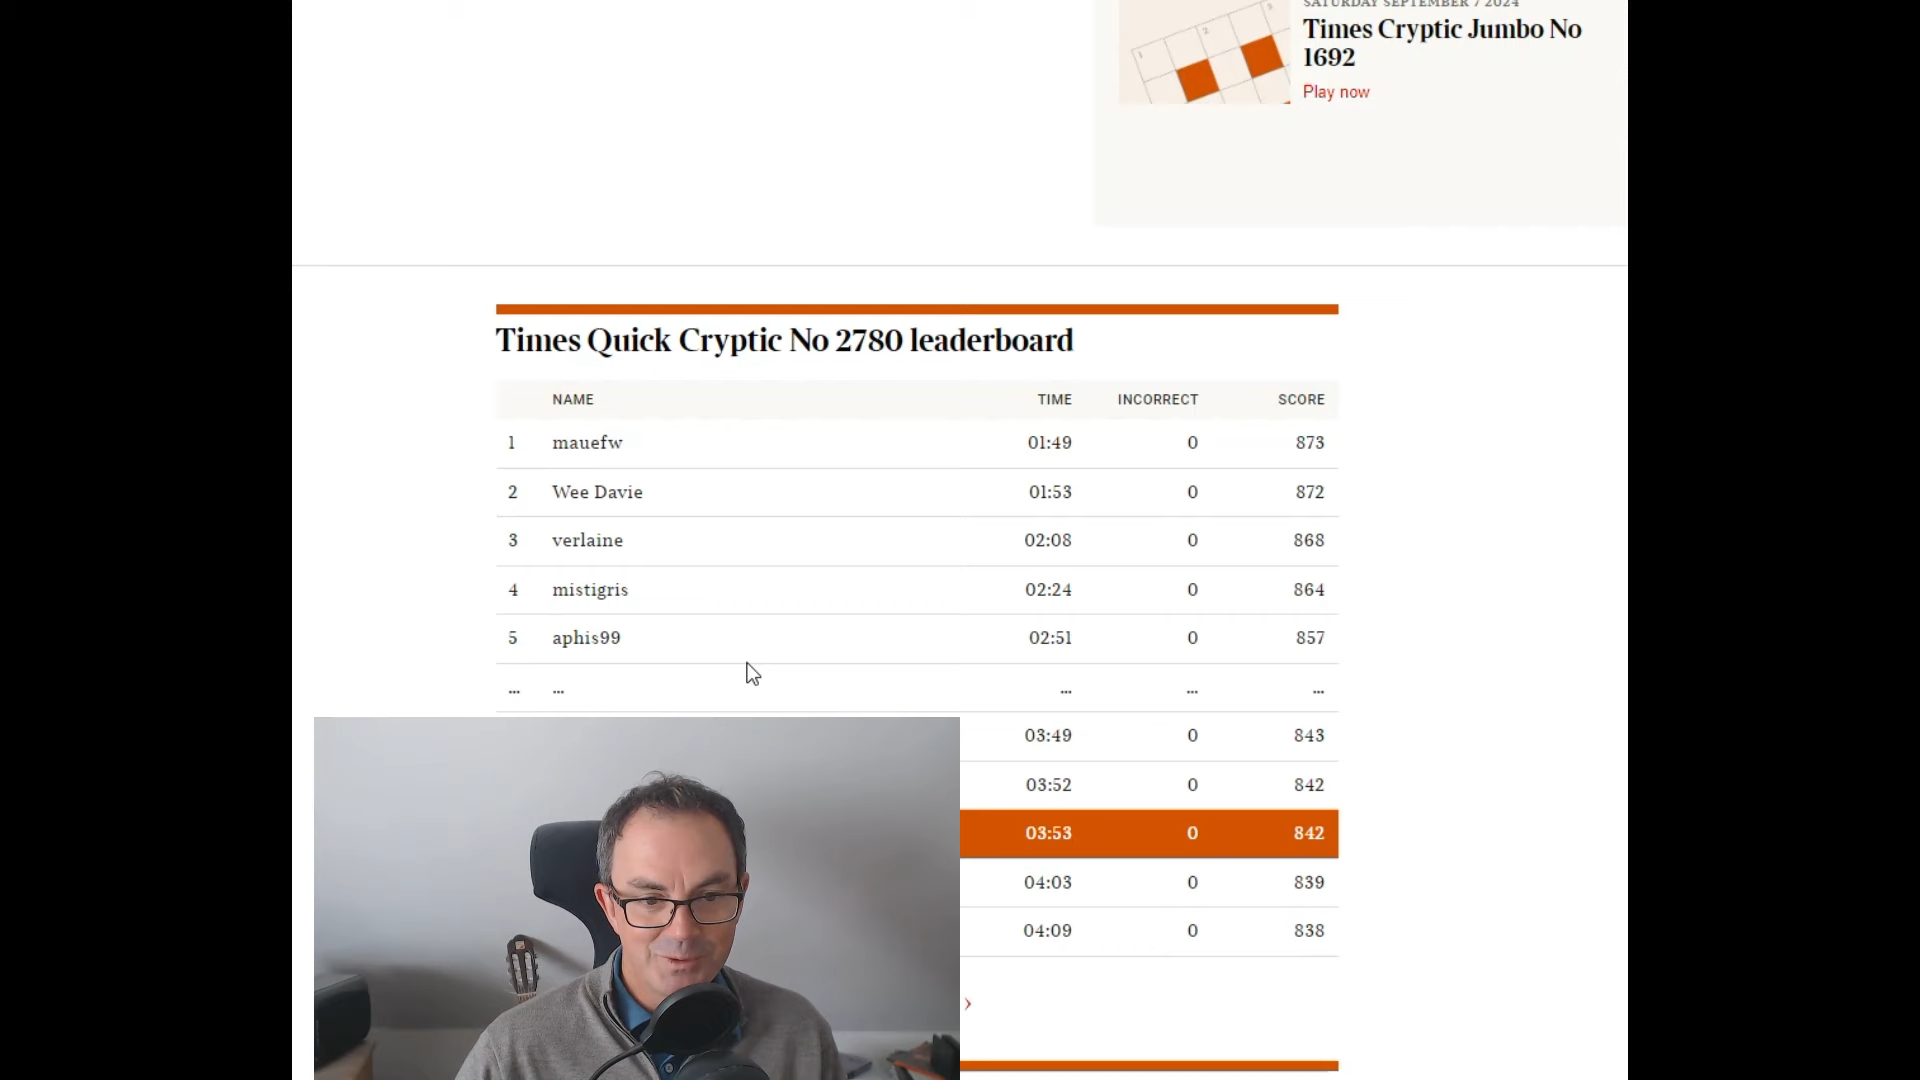 SATURDAY SEPTEMBER 7 2024
Times Cryptic Jumbo No
1692
Play now
Times Quick Cryptic No 2780 leaderboard
NAME TIME INCORRECT SCORE
1 mauefw 01:49 0 873
2 Wee Davie 01:53 0 872
3 verlaine 02:08 0 868
4 mistigris 02:24 0 864
5 aphis99 02:51 0 857
... ... ... ... ...
03:49 0 843
03:52 0 842
03:53 0 842
04:03 0 839
04:09 0 838